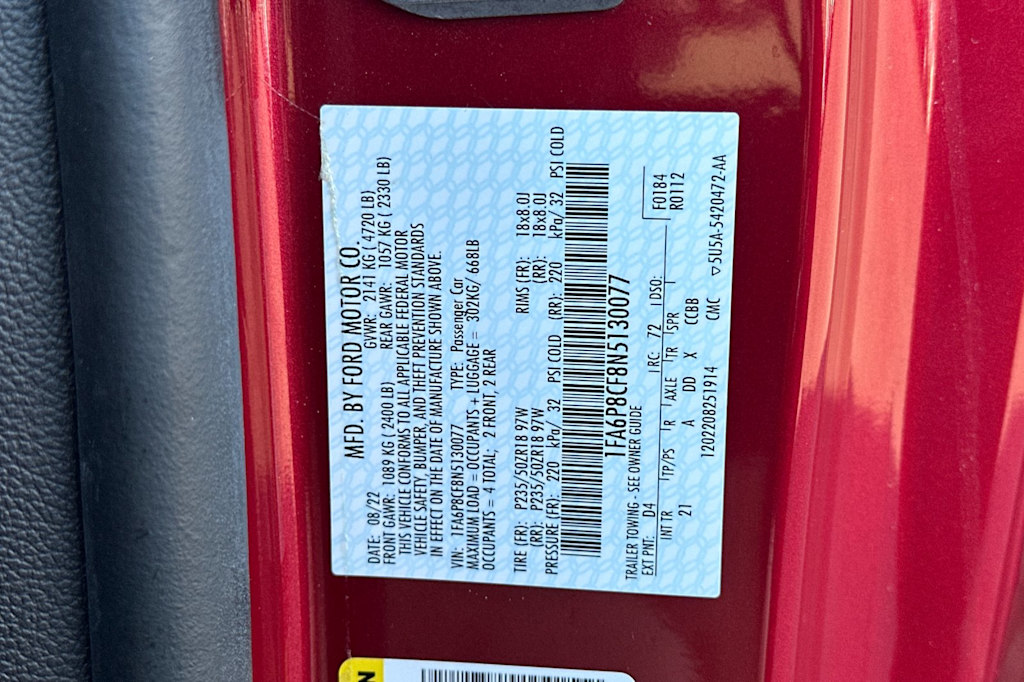 MFD. BY FORD MOTOR CO.
DATE: 08/22 GVWR: 2141 KG ( 4720 LB)
FRONT GAWR: 1089 KG ( 2400 LB) REAR GAWR: 1057 KG ( 2330 LB)
THIS VEHICLE CONFORMS TO ALL APPLICABLE FEDERAL MOTOR
VEHICLE SAFETY, BUMPER, AND THEFT PREVENTION STANDARDS
IN EFFECT ON THE DATE OF MANUFACTURE SHOWN ABOVE.
VIN: 1FA6P8CF8N5130077 TYPE: Passenger Car
MAXIMUM LOAD = OCCUPANTS + LUGGAGE = 302KG/ 668LB
OCCUPANTS = 4 TOTAL; 2 FRONT, 2 REAR
TIRE (FR): P235/50ZR18 97W RIMS (FR): 18x8.0J
(RR): P235/50ZR18 97W (RR): 18x8.0J
PRESSURE (FR): 220 kPa/ 32 PSI COLD (RR): 220 kPa/ 32 PSI COLD
1FA6P8CF8N5130077
TRAILER TOWING - SEE OWNER GUIDE
EXT PNT: D4 RC: 72 DSO: F0184
INT TR TP/PS R AXLE TR SPR R0112
21 A DD X CCBB
1202208251914 CMC ▽5U5A-5420472-AA
N